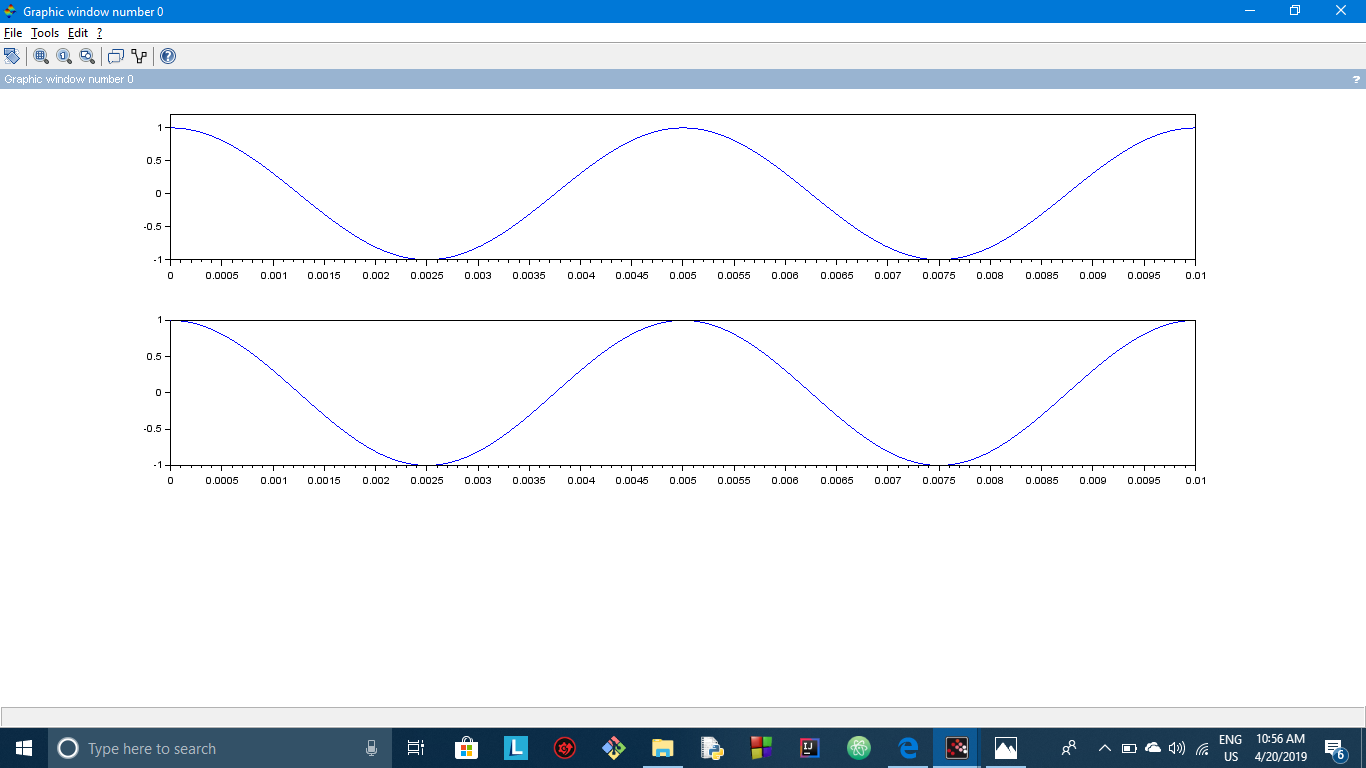 Graphic window number 0
File Tools Edit ?
Graphic window number 0 ?
1
0.5
0
-0.5
-1
0 0.0005 0.001 0.0015 0.002 0.0025 0.003 0.0035 0.004 0.0045 0.005 0.0055 0.006 0.0065 0.007 0.0075 0.008 0.0085 0.009 0.0095 0.01
1
0.5
0
-0.5
-1
0 0.0005 0.001 0.0015 0.002 0.0025 0.003 0.0035 0.004 0.0045 0.005 0.0055 0.006 0.0065 0.007 0.0075 0.008 0.0085 0.009 0.0095 0.01
Type here to search L IJ ENG 10:56 AM
US 4/20/2019 6